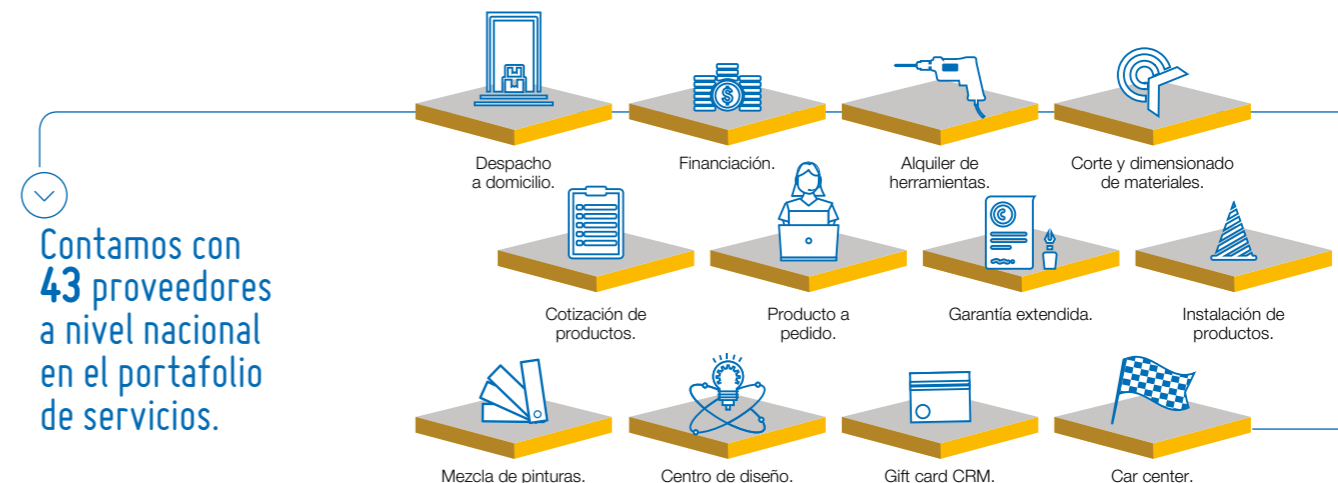 Despacho
a domicilio.
Financiación.
Alquiler de
herramientas.
Corte y dimensionado
de materiales.
Contamos con
43 proveedores
a nivel nacional
en el portafolio
de servicios.
Cotización de
productos.
Producto a
pedido.
Garantía extendida.
Instalación de
productos.
Mezcla de pinturas.
Centro de diseño.
Gift card CRM.
Car center.